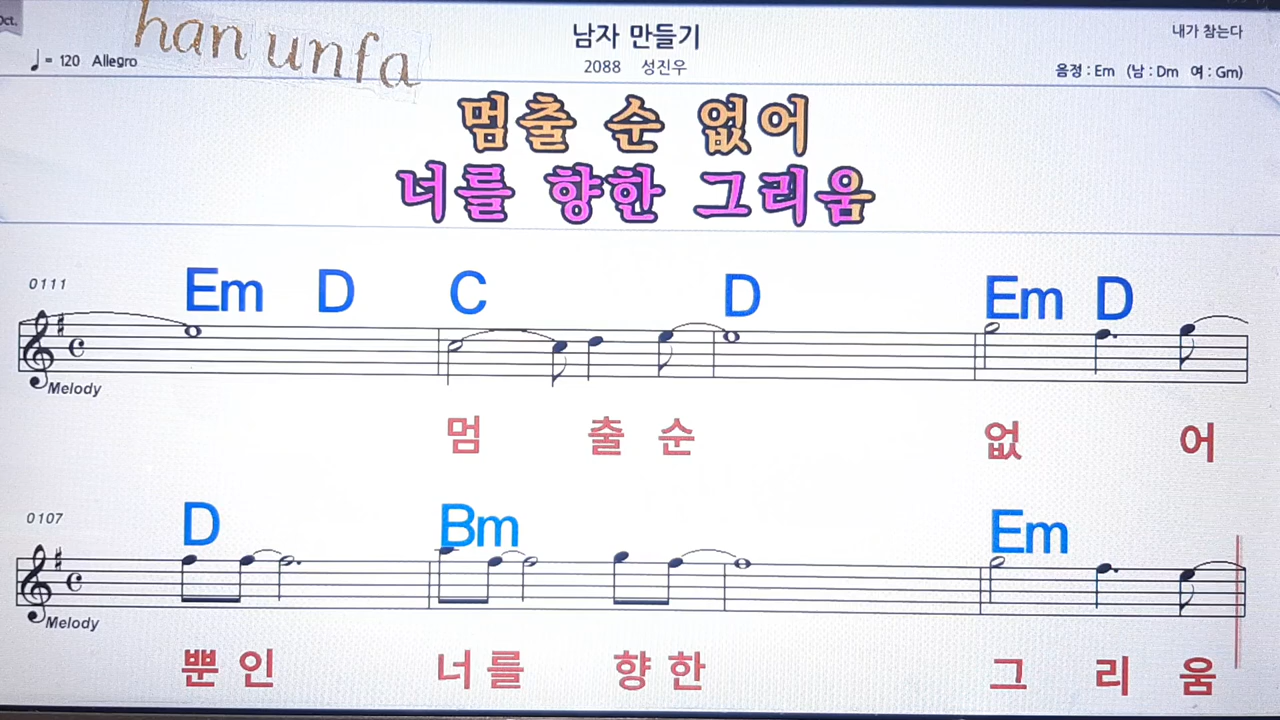 Oct.
han unfa
♩= 120 Allegro
남자 만들기
2088 성진우
내가 참는다
음정 : Em (남 : Dm 여 : Gm)
멈출 순 없어
너를 향한 그리움
0111
Em D C D Em D
Melody
멈 출 순 없 어
0107
D Bm Em
Melody
뿐 인 너 를 향 한 그 리 움